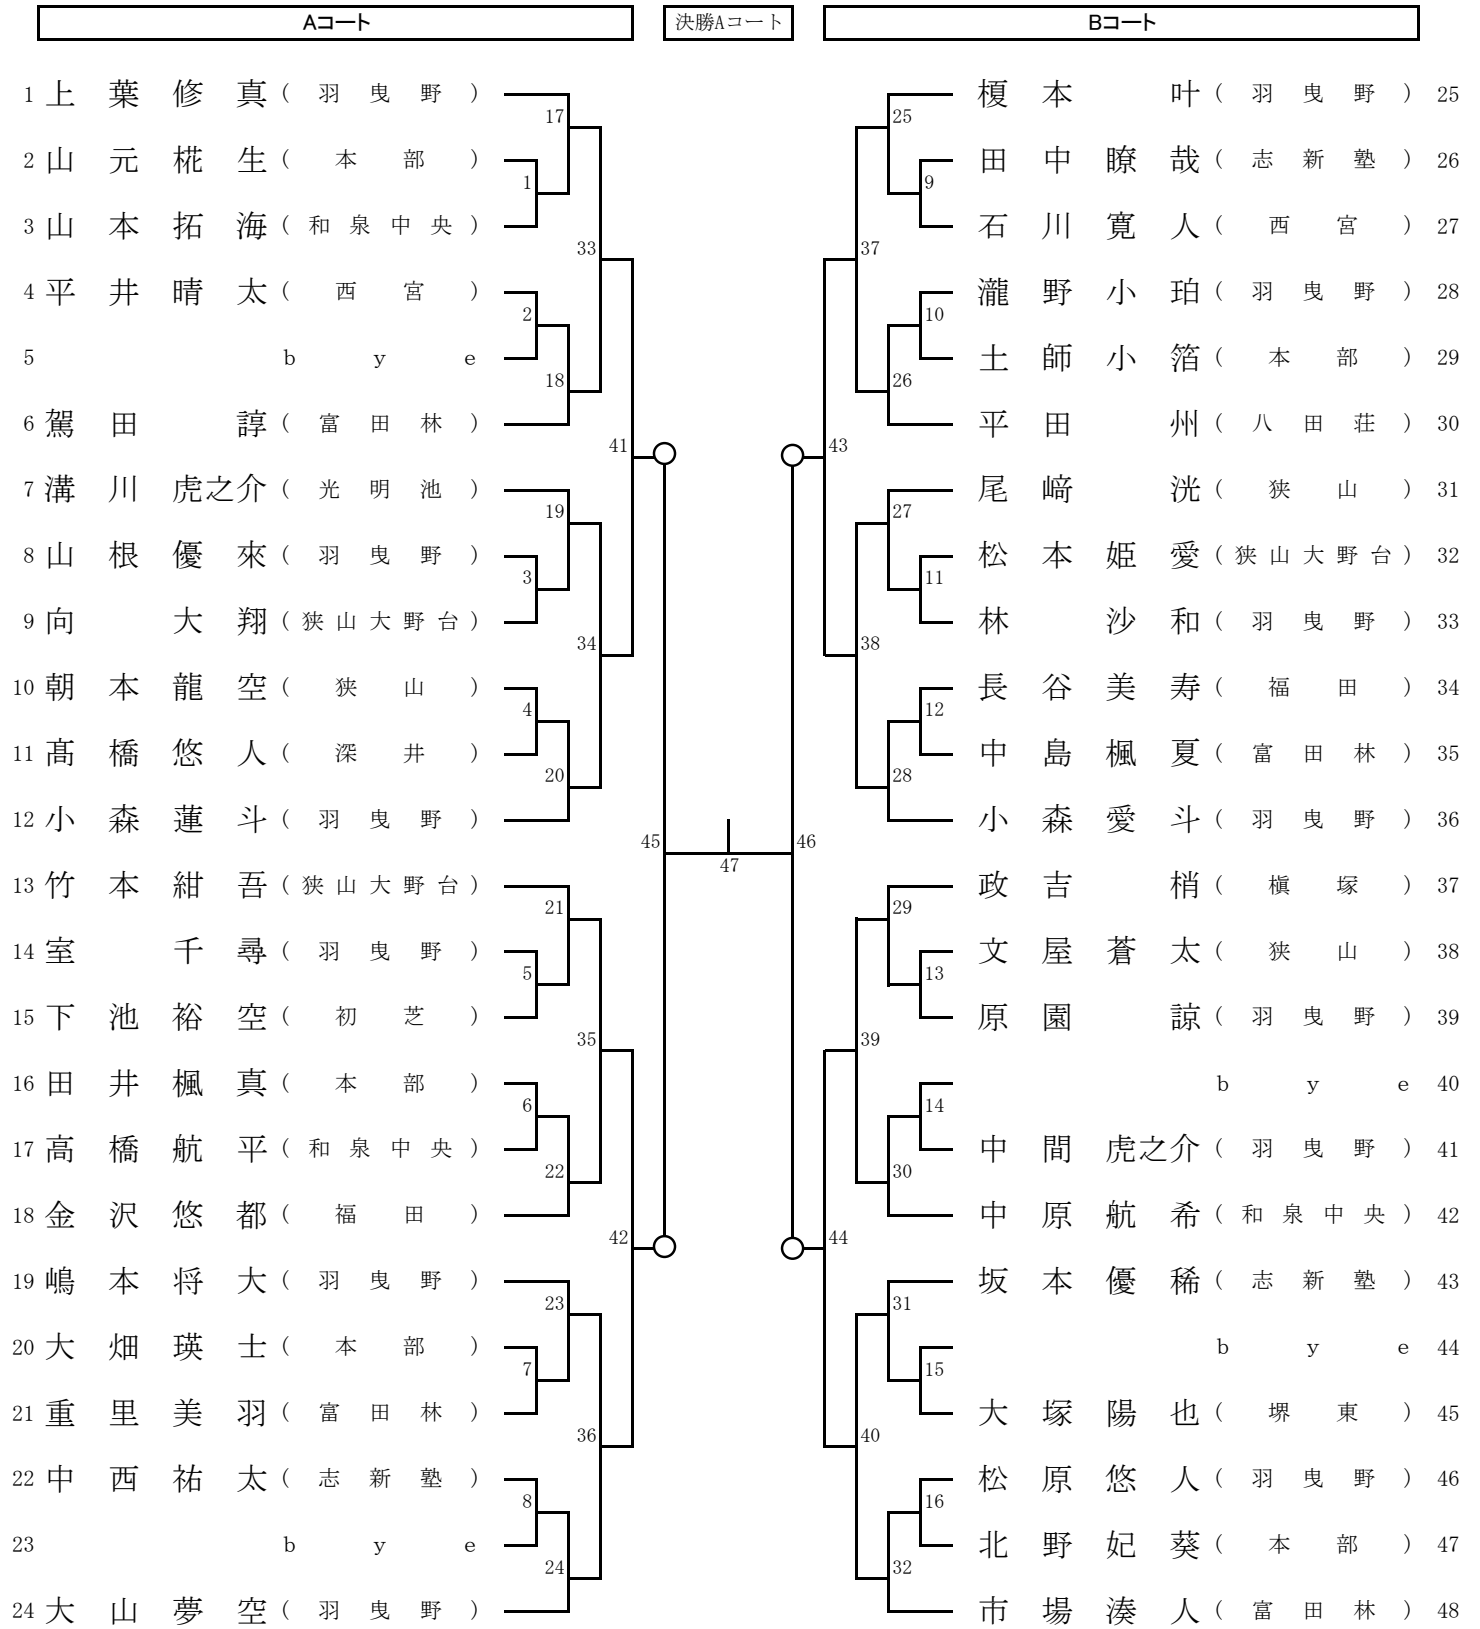 Aコート 決勝Aコート Bコート
1 上葉修真 (羽曳野) 17 25 榎本 叶 (羽曳野) 25
2 山元椛生 (本部) 1 9 田中瞭哉 (志新塾) 26
3 山本拓海 (和泉中央) 33 37 石川寛人 (西宮) 27
4 平井晴太 (西宮) 2 10 瀧野小珀 (羽曳野) 28
5 bye 18 26 土師小箔 (本部) 29
6 駕田 諄 (富田林) 41 43 平田 州 (八田荘) 30
7 溝川虎之介 (光明池) 19 27 尾﨑 洸 (狭山) 31
8 山根優來 (羽曳野) 3 11 松本姫愛 (狭山大野台) 32
9 向 大翔 (狭山大野台) 34 38 林 沙和 (羽曳野) 33
10 朝本龍空 (狭山) 4 12 長谷美寿 (福田) 34
11 髙橋悠人 (深井) 20 28 中島楓夏 (富田林) 35
12 小森蓮斗 (羽曳野) 45 47 46 小森愛斗 (羽曳野) 36
13 竹本紺吾 (狭山大野台) 21 29 政吉 梢 (槇塚) 37
14 室 千尋 (羽曳野) 5 13 文屋蒼太 (狭山) 38
15 下池裕空 (初芝) 35 39 原園 諒 (羽曳野) 39
16 田井楓真 (本部) 6 14 bye 40
17 高橋航平 (和泉中央) 22 30 中間虎之介 (羽曳野) 41
18 金沢悠都 (福田) 42 44 中原航希 (和泉中央) 42
19 嶋本将大 (羽曳野) 23 31 坂本優稀 (志新塾) 43
20 大畑瑛士 (本部) 7 15 bye 44
21 重里美羽 (富田林) 36 40 大塚陽也 (堺東) 45
22 中西祐太 (志新塾) 8 16 松原悠人 (羽曳野) 46
23 bye 24 32 北野妃葵 (本部) 47
24 大山夢空 (羽曳野) 市場湊人 (富田林) 48